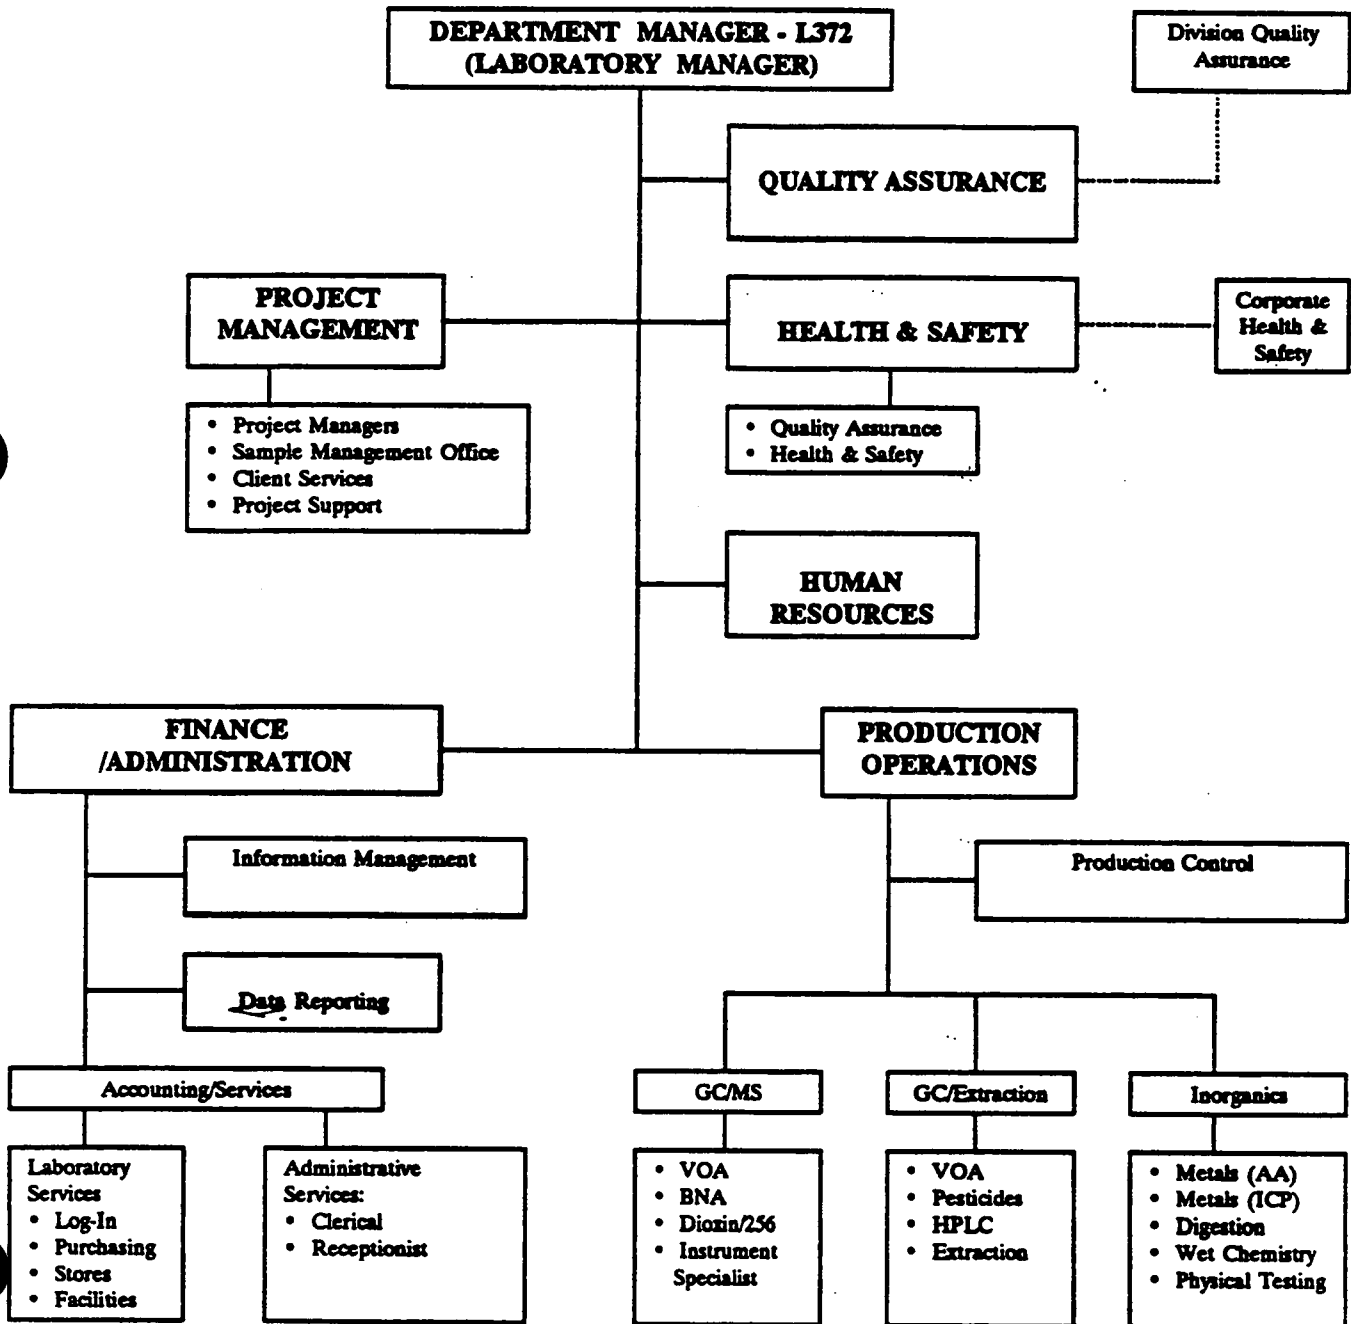 DEPARTMENT MANAGER - L372
(LABORATORY MANAGER)
Division Quality
Assurance
QUALITY ASSURANCE
PROJECT
MANAGEMENT
HEALTH & SAFETY
Corporate
Health &
Safety
• Project Managers
• Sample Management Office
• Client Services
• Project Support
• Quality Assurance
• Health & Safety
HUMAN
RESOURCES
FINANCE
/ADMINISTRATION
PRODUCTION
OPERATIONS
Information Management
Production Control
Data Reporting
Accounting/Services
GC/MS
GC/Extraction
Inorganics
Laboratory
Services
• Log-In
• Purchasing
• Stores
• Facilities
Administrative
Services:
• Clerical
• Receptionist
• VOA
• BNA
• Dioxin/256
• Instrument
Specialist
• VOA
• Pesticides
• HPLC
• Extraction
• Metals (AA)
• Metals (ICP)
• Digestion
• Wet Chemistry
• Physical Testing